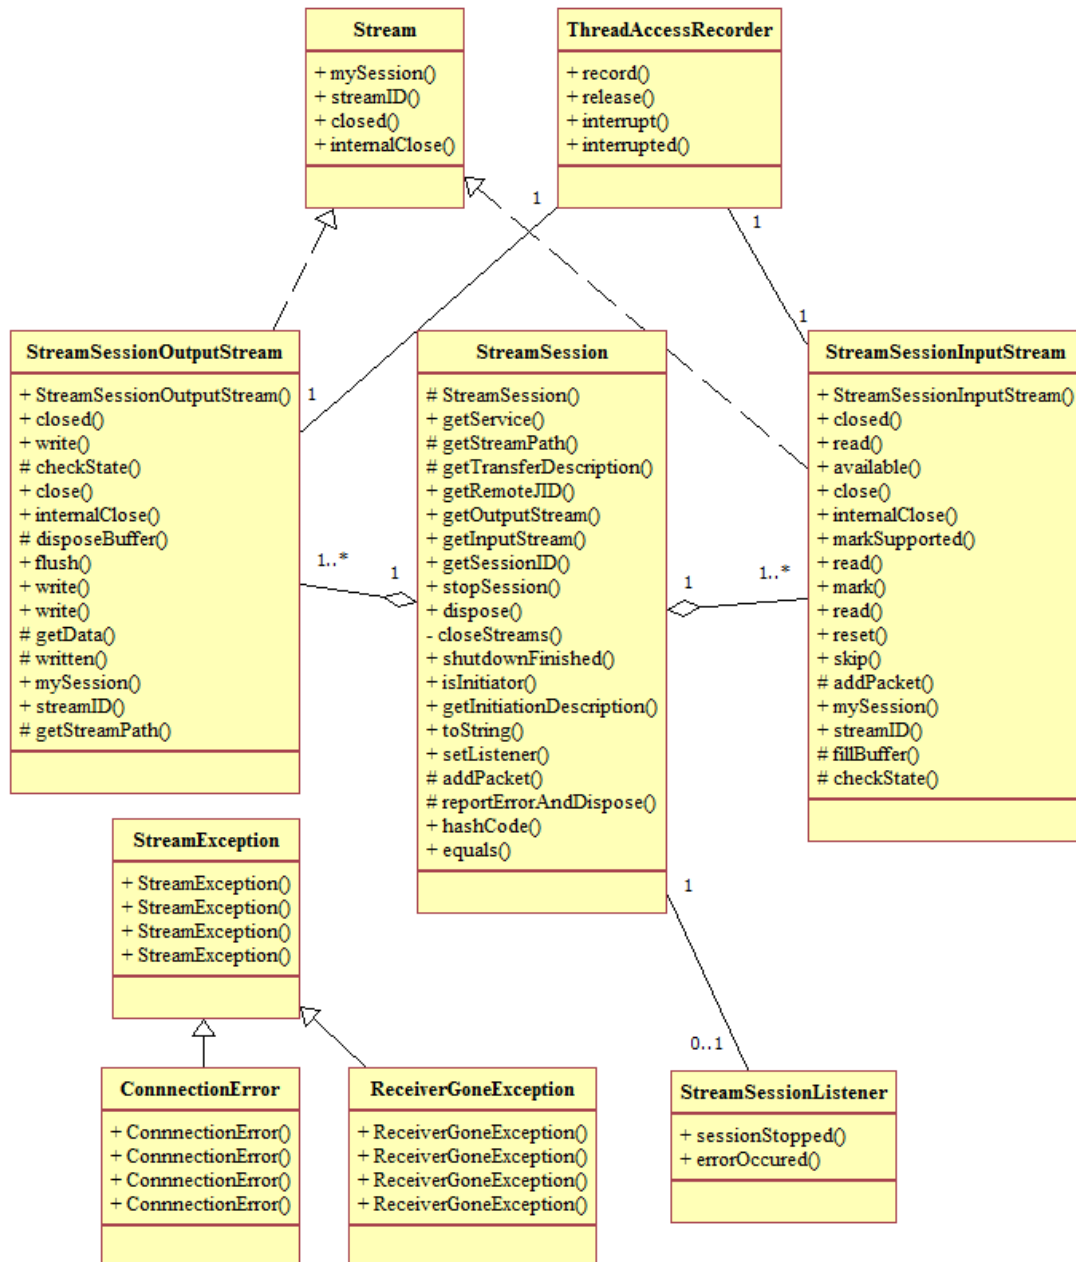 Stream
+ mySession()
+ streamID()
+ closed()
+ internalClose()
ThreadAccessRecorder
+ record()
+ release()
+ interrupt()
+ interrupted()
1
1
1
1
StreamSessionOutputStream
+ StreamSessionOutputStream()
+ closed()
+ write()
# checkState()
+ close()
+ internalClose()
# disposeBuffer()
+ flush()
+ write()
+ write()
# getData()
# written()
+ mySession()
+ streamID()
# getStreamPath()
1..*
1
StreamSession
# StreamSession()
+ getService()
# getStreamPath()
# getTransferDescription()
+ getRemoteJID()
+ getOutputStream()
+ getInputStream()
+ getSessionID()
+ stopSession()
+ dispose()
- closeStreams()
+ shutdownFinished()
+ isInitiator()
+ getInitiationDescription()
+ toString()
+ setListener()
# addPacket()
# reportErrorAndDispose()
+ hashCode()
+ equals()
1
1..*
StreamSessionInputStream
+ StreamSessionInputStream()
+ closed()
+ read()
+ available()
+ close()
+ internalClose()
+ markSupported()
+ read()
+ mark()
+ read()
+ reset()
+ skip()
# addPacket()
+ mySession()
+ streamID()
# fillBuffer()
# checkState()
StreamException
+ StreamException()
+ StreamException()
+ StreamException()
+ StreamException()
1
0..1
ConnnectionError
+ ConnnectionError()
+ ConnnectionError()
+ ConnnectionError()
+ ConnnectionError()
ReceiverGoneException
+ ReceiverGoneException()
+ ReceiverGoneException()
+ ReceiverGoneException()
+ ReceiverGoneException()
StreamSessionListener
+ sessionStopped()
+ errorOccured()